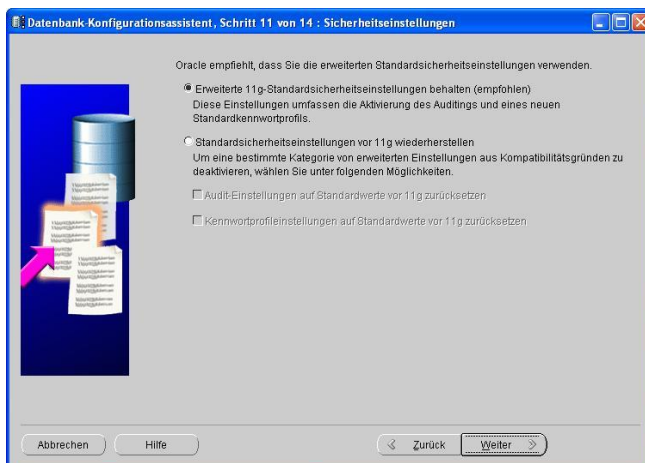 Datenbank-Konfigurationsassistent, Schritt 11 von 14 : Sicherheitseinstellungen
Oracle empfiehlt, dass Sie die erweiterten Standardsicherheitseinstellungen verwenden.
Erweiterte 11g-Standardsicherheitseinstellungen behalten (empfohlen)
Diese Einstellungen umfassen die Aktivierung des Auditings und eines neuen
Standardkennwortprofils.
Standardsicherheitseinstellungen vor 11g wiederherstellen
Um eine bestimmte Kategorie von erweiterten Einstellungen aus Kompatibilitätsgründen zu
deaktivieren, wählen Sie unter folgenden Möglichkeiten.
Audit-Einstellungen auf Standardwerte vor 11g zurücksetzen
Kennwortprofileinstellungen auf Standardwerte vor 11g zurücksetzen
Abbrechen Hilfe Zurück Weiter